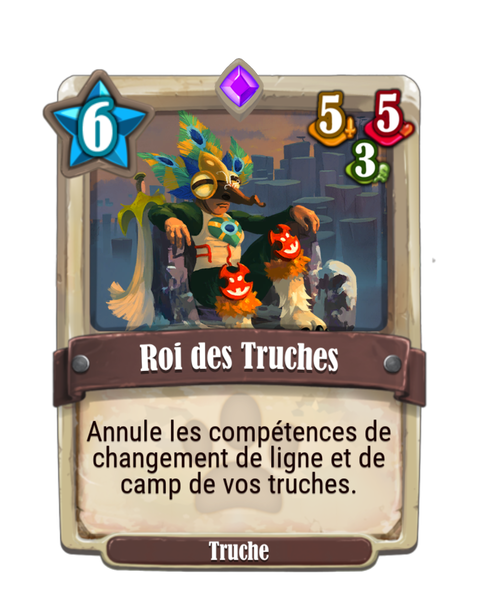 6
5 5
3
Roi des Truches
Annule les compétences de
changement de ligne et de
camp de vos truches.
Truche